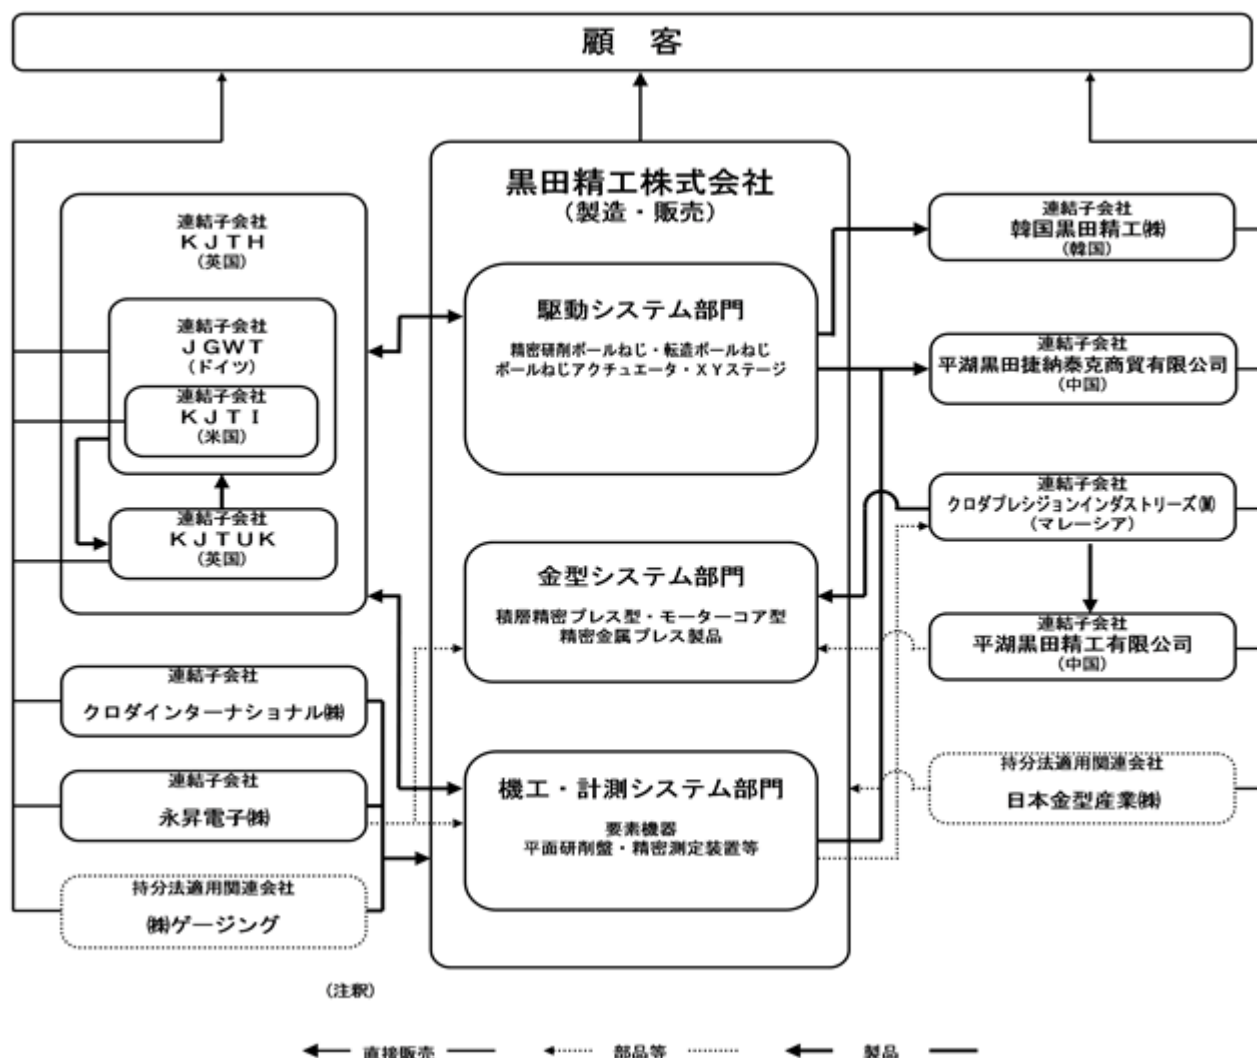 顧　客
黒田精工株式会社
(製造・販売)
連結子会社
ＫＪＴＨ
(英国)
連結子会社
ＪＧＷＴ
(ドイツ)
連結子会社
ＫＪＴＩ
(米国)
連結子会社
ＫＪＴＵＫ
(英国)
連結子会社
クロダインターナショナル㈱
連結子会社
永昇電子㈱
持分法適用関連会社
㈱ゲージング
駆動システム部門
精密研削ボールねじ・転造ボールねじ
ボールねじアクチュエータ・ＸＹステージ
金型システム部門
積層精密プレス型・モーターコア型
精密金属プレス製品
機工・計測システム部門
要素機器
平面研削盤・精密測定装置等
連結子会社
韓国黒田精工㈱
(韓国)
連結子会社
平湖黒田捷納泰克商貿有限公司
(中国)
連結子会社
クロダプレシジョンインダストリーズ㈲
(マレーシア)
連結子会社
平湖黒田精工有限公司
(中国)
持分法適用関連会社
日本金型産業㈱
(注釈)
直接販売
部品等
製品